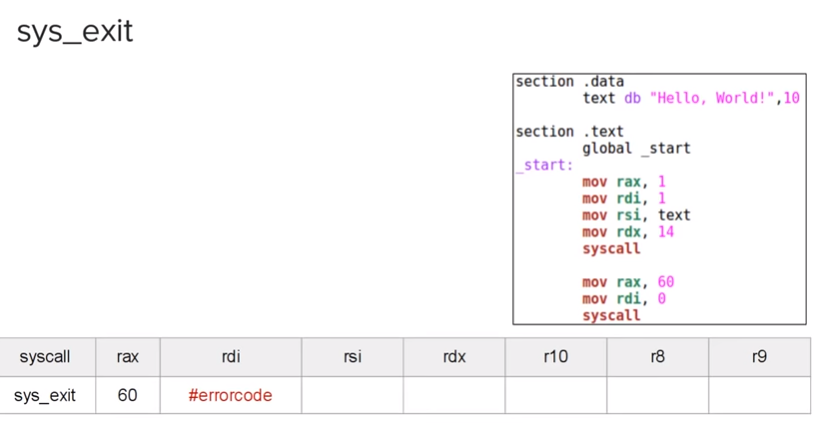 sys_exit
section .data
text db "Hello, World!",10
section .text
global _start
_start:
mov rax, 1
mov rdi, 1
mov rsi, text
mov rdx, 14
syscall
mov rax, 60
mov rdi, 0
syscall
syscall rax rdi rsi rdx r10 r8 r9
sys_exit 60 #errorcode